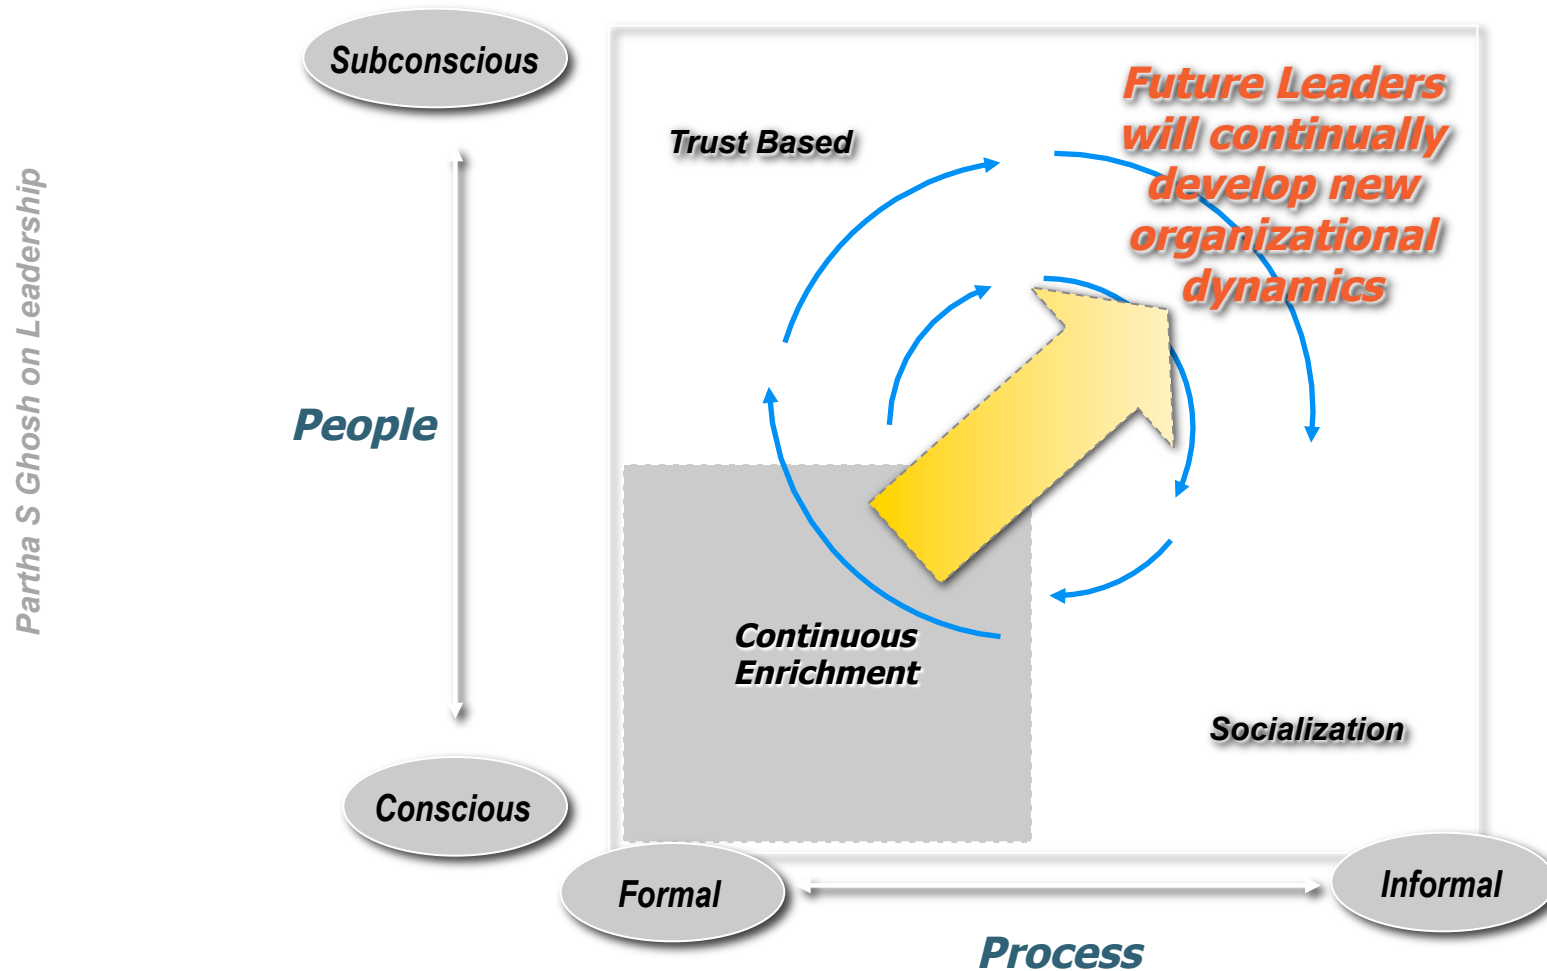 Partha S Ghosh on Leadership
Subconscious
Future Leaders
will continually
develop new
organizational
dynamics
Trust Based
People
Continuous
Enrichment
Socialization
Conscious
Formal
Informal
Process